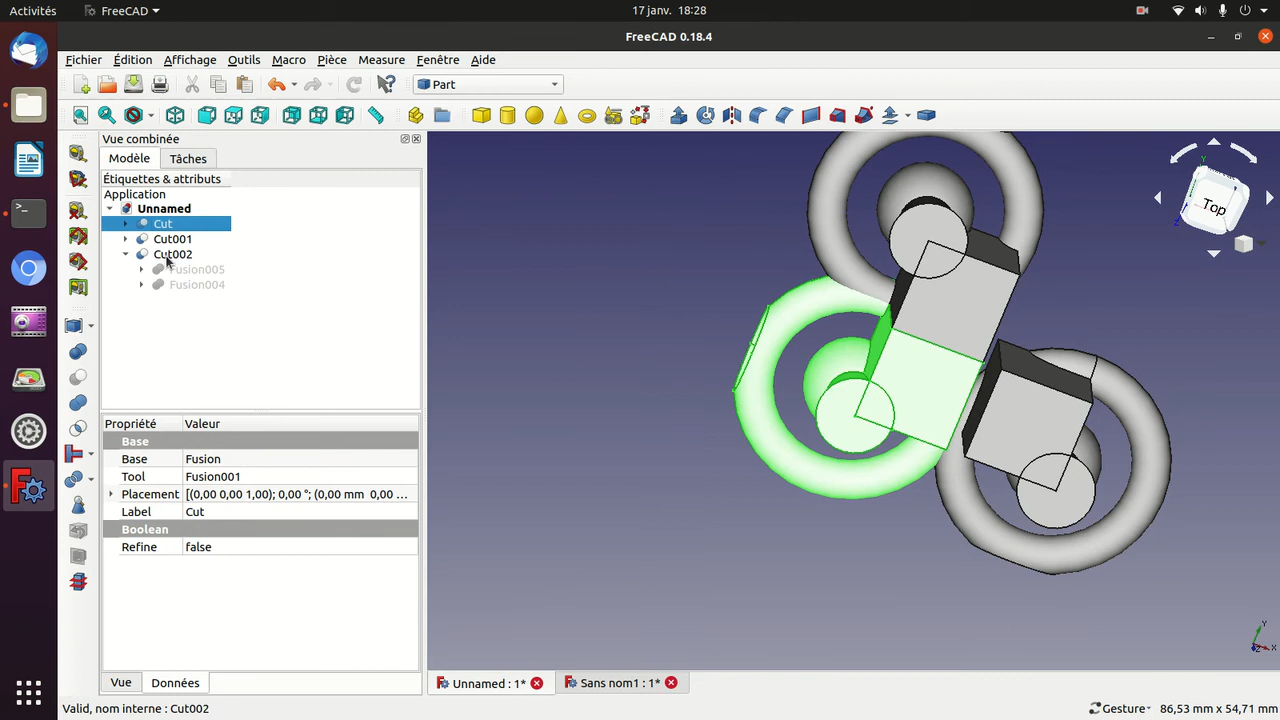 Activités
FreeCAD
17 janv. 18:28
FreeCAD 0.18.4
Fichier Édition Affichage Outils Macro Pièce Mesure Fenêtre Aide
Part
Vue combinée
Modèle Tâches
Étiquettes & attributs
Application
Unnamed
Cut
Cut001
Cut002
Fusion005
Fusion004
Propriété Valeur
Base
Base Fusion
Tool Fusion001
Placement [(0,00 0,00 1,00); 0,00 °; (0,00 mm 0,00 ...
Label Cut
Boolean
Refine false
Vue Données
Top
Y
X
Z
Y
X
Z
Unnamed : 1*
Sans nom1 : 1*
Valid, nom interne : Cut002
Gesture
86,53 mm x 54,71 mm